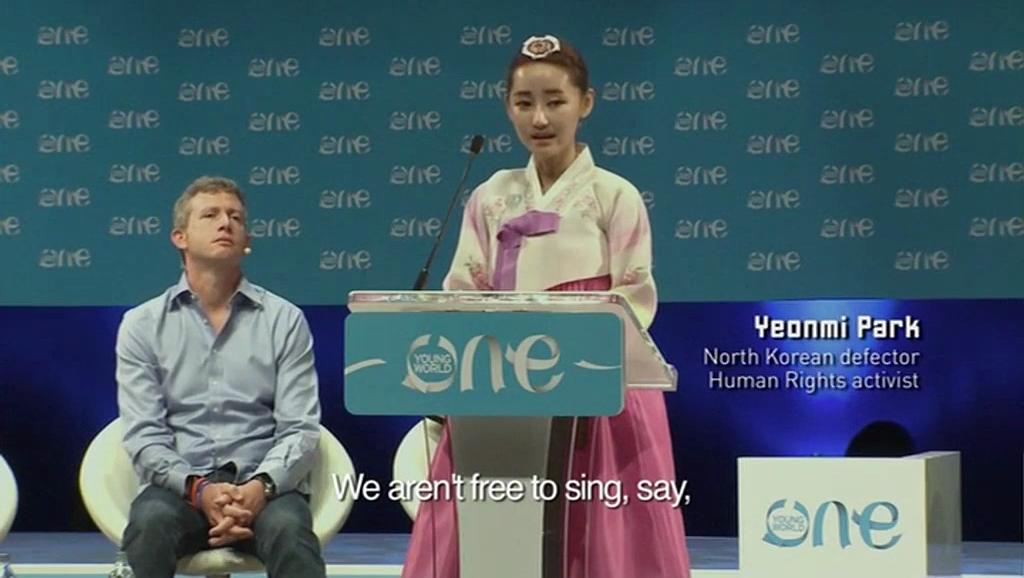 Yeonmi Park
North Korean defector
Human Rights activist
YOUNG
WORLD
one
We aren't free to sing, say,
YOUNG
WORLD
one